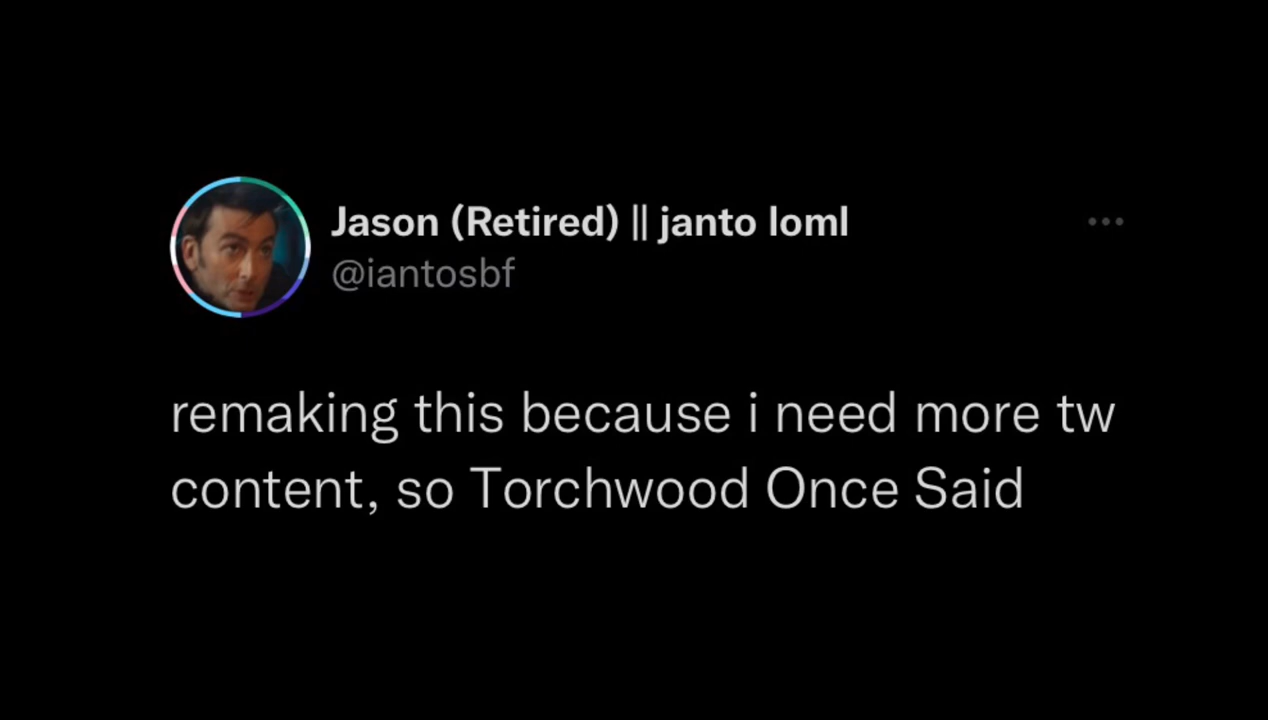 Jason (Retired) || janto loml
@iantosbf
remaking this because i need more tw
content, so Torchwood Once Said